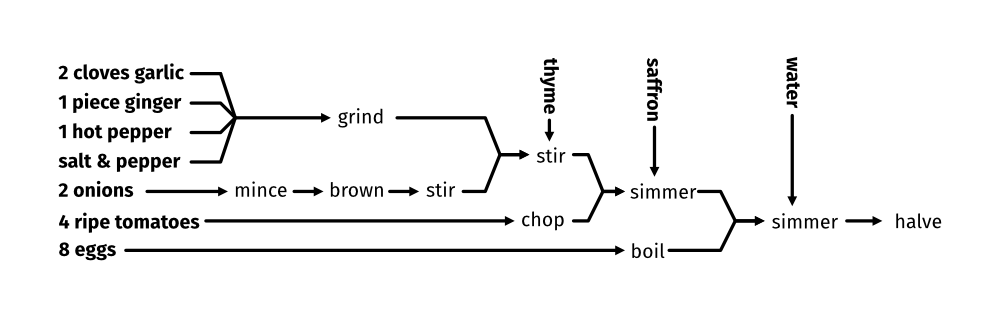 2 cloves garlic
1 piece ginger
1 hot pepper
salt & pepper
2 onions
4 ripe tomatoes
8 eggs
grind
mince
brown
stir
thyme
stir
chop
saffron
simmer
boil
water
simmer
halve